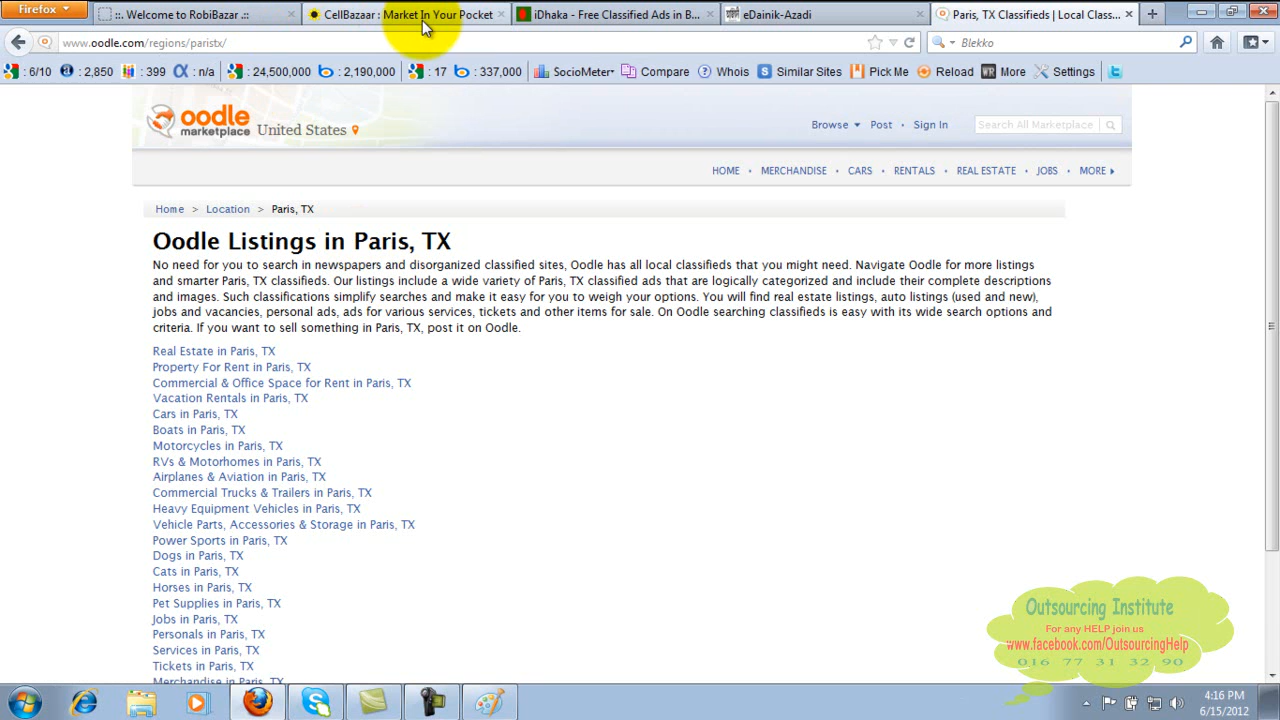 Firefox
::. Welcome to RobiBazar .::
CellBazaar : Market In Your Pocket
iDhaka - Free Classified Ads in B...
eDainik-Azadi
Paris, TX Classifieds | Local Class...
www.oodle.com/regions/paristx/
Blekko
: 6/10
: 2,850
: 399
: n/a
: 24,500,000
: 2,190,000
: 17
: 337,000
SocioMeter
Compare
Whois
Similar Sites
Pick Me
Reload
More
Settings
oodle
marketplace
United States
Browse
Post
Sign In
Search All Marketplace
HOME
MERCHANDISE
CARS
RENTALS
REAL ESTATE
JOBS
MORE
Home > Location > Paris, TX
Oodle Listings in Paris, TX
No need for you to search in newspapers and disorganized classified sites, Oodle has all local classifieds that you might need. Navigate Oodle for more listings
and smarter Paris, TX classifieds. Our listings include a wide variety of Paris, TX classified ads that are logically categorized and include their complete descriptions
and images. Such classifications simplify searches and make it easy for you to weigh your options. You will find real estate listings, auto listings (used and new),
jobs and vacancies, personal ads, ads for various services, tickets and other items for sale. On Oodle searching classifieds is easy with its wide search options and
criteria. If you want to sell something in Paris, TX, post it on Oodle.
Real Estate in Paris, TX
Property For Rent in Paris, TX
Commercial & Office Space for Rent in Paris, TX
Vacation Rentals in Paris, TX
Cars in Paris, TX
Boats in Paris, TX
Motorcycles in Paris, TX
RVs & Motorhomes in Paris, TX
Airplanes & Aviation in Paris, TX
Commercial Trucks & Trailers in Paris, TX
Heavy Equipment Vehicles in Paris, TX
Vehicle Parts, Accessories & Storage in Paris, TX
Power Sports in Paris, TX
Dogs in Paris, TX
Cats in Paris, TX
Horses in Paris, TX
Pet Supplies in Paris, TX
Jobs in Paris, TX
Personals in Paris, TX
Services in Paris, TX
Tickets in Paris, TX
Merchandise in Paris, TX
Outsourcing Institute
For any HELP join us
www.facebook.com/OutsourcingHelp
016 77 31 32 90
4:16 PM
6/15/2012